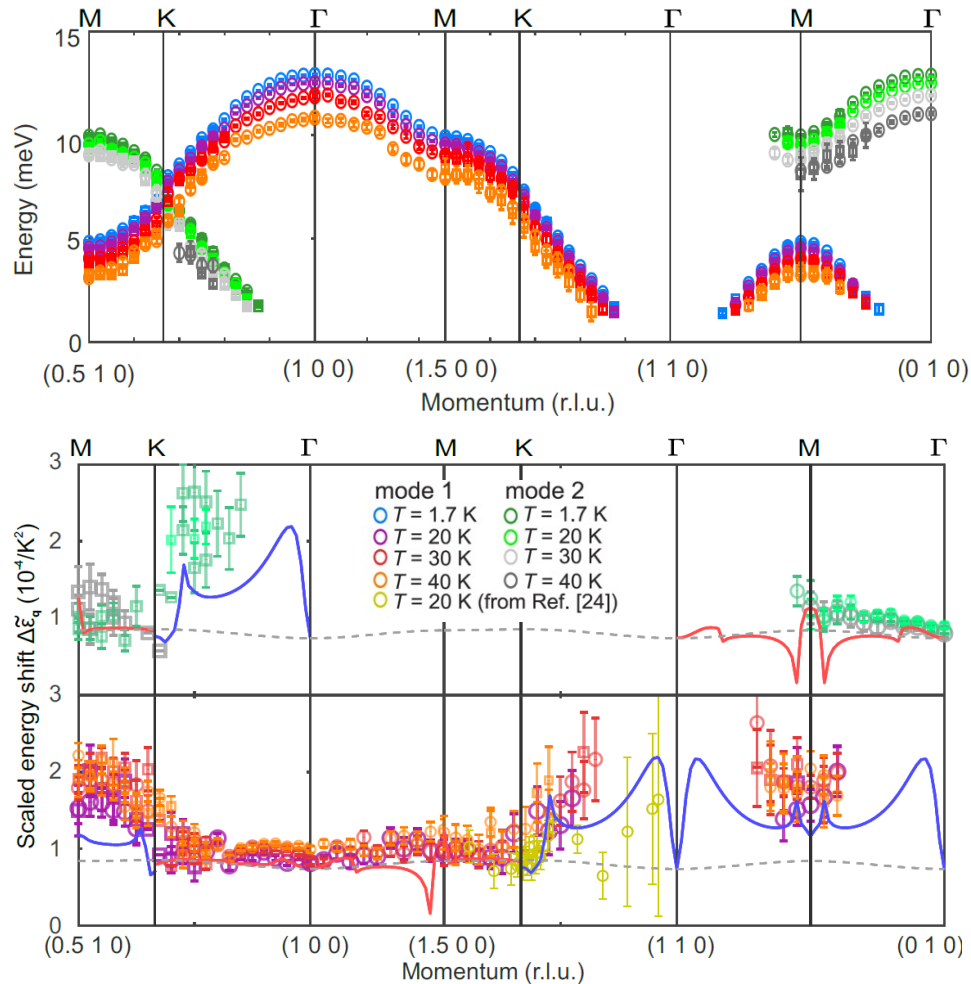 M K Γ M K Γ M Γ
15
10
5
0
Energy (meV)
(0.5 1 0) (1 0 0) (1.5 0 0) (1 1 0) (0 1 0)
Momentum (r.l.u.)
M K Γ M K Γ M Γ
3
2
1
3
2
1
0
Scaled energy shift Δε̃q (10⁻⁴/K²)
mode 1 mode 2
T = 1.7 K T = 1.7 K
T = 20 K T = 20 K
T = 30 K T = 30 K
T = 40 K T = 40 K
T = 20 K (from Ref. [24])
(0.5 1 0) (1 0 0) (1.5 0 0) (1 1 0) (0 1 0)
Momentum (r.l.u.)